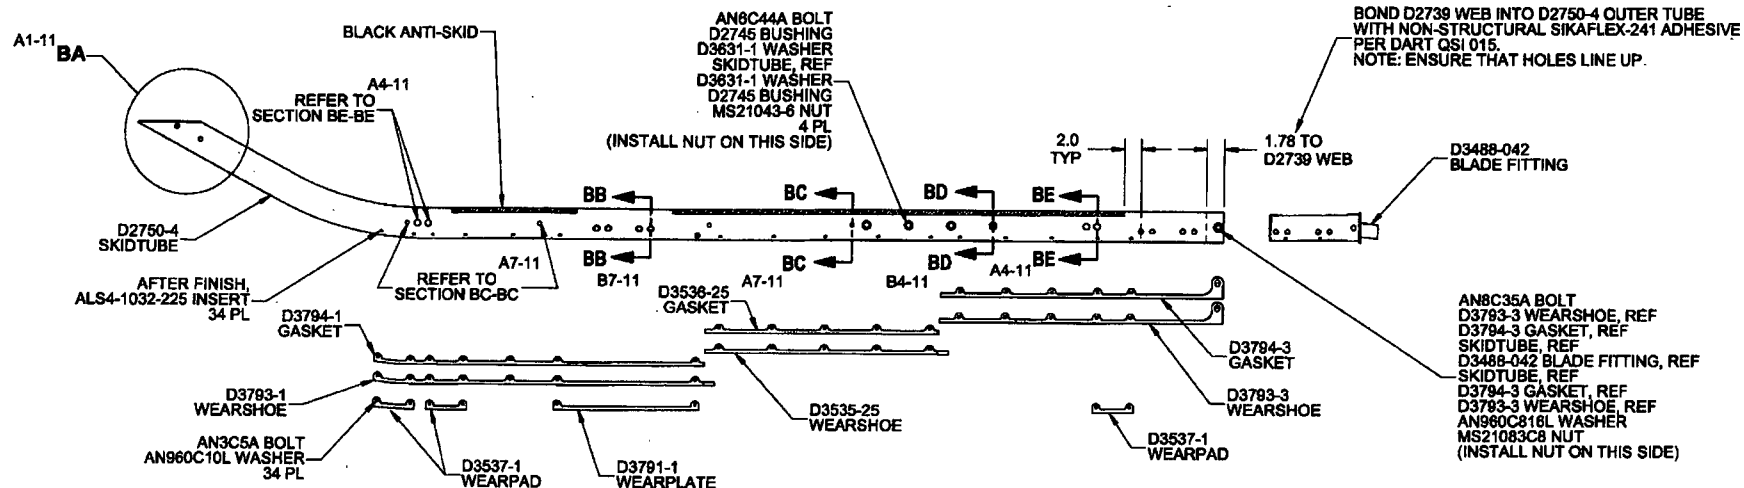 A1-11
BA
BLACK ANTI-SKID
A4-11
REFER TO
SECTION BE-BE
AN6C44A BOLT
D2745 BUSHING
D3631-1 WASHER
SKIDTUBE, REF
D3631-1 WASHER
D2745 BUSHING
MS21043-6 NUT
4 PL
(INSTALL NUT ON THIS SIDE)
BOND D2739 WEB INTO D2750-4 OUTER TUBE
WITH NON-STRUCTURAL SIKAFLEX-241 ADHESIVE
PER DART QSI 015.
NOTE: ENSURE THAT HOLES LINE UP.
2.0
TYP
1.78 TO
D2739 WEB
D3488-042
BLADE FITTING
BB
BC
BD
BE
D2750-4
SKIDTUBE
BB
BC
BD
BE
A7-11
B7-11
A7-11
B4-11
A4-11
REFER TO
SECTION BC-BC
AFTER FINISH,
ALS4-1032-225 INSERT
34 PL
D3794-1
GASKET
D3536-25
GASKET
D3794-3
GASKET
D3793-1
WEARSHOE
D3535-25
WEARSHOE
D3793-3
WEARSHOE
AN3C5A BOLT
AN960C10L WASHER
34 PL
D3537-1
WEARPAD
D3791-1
WEARPLATE
D3537-1
WEARPAD
AN8C35A BOLT
D3793-3 WEARSHOE, REF
D3794-3 GASKET, REF
SKIDTUBE, REF
D3488-042 BLADE FITTING, REF
SKIDTUBE, REF
D3794-3 GASKET, REF
D3793-3 WEARSHOE, REF
AN960C816L WASHER
MS21083C8 NUT
(INSTALL NUT ON THIS SIDE)